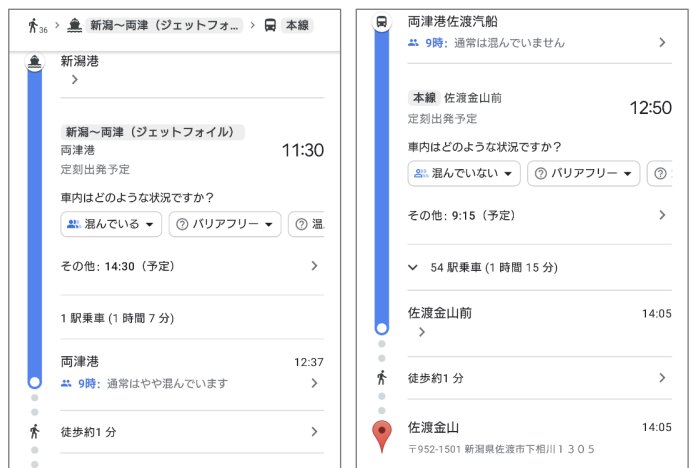 36
新潟～両津（ジェットフォ...
本線
新潟港
新潟～両津（ジェットフォイル）
両津港
11:30
定刻出発予定
車内はどのような状況ですか？
混んでいる
バリアフリー
温
その他: 14:30（予定）
1 駅乗車 (1 時間 7 分)
両津港
12:37
9時: 通常はやや混んでいます
徒歩約1 分
両津港佐渡汽船
9時: 通常は混んでいません
本線 佐渡金山前
12:50
定刻出発予定
車内はどのような状況ですか？
混んでいない
バリアフリー
その他: 9:15（予定）
54 駅乗車 (1 時間 15 分)
佐渡金山前
14:05
徒歩約1 分
佐渡金山
14:05
〒952-1501 新潟県佐渡市下相川１３０５